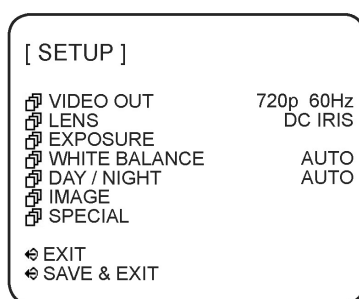 [ SETUP ]
VIDEO OUT 720p 60Hz
LENS DC IRIS
EXPOSURE
WHITE BALANCE AUTO
DAY / NIGHT AUTO
IMAGE
SPECIAL
EXIT
SAVE & EXIT